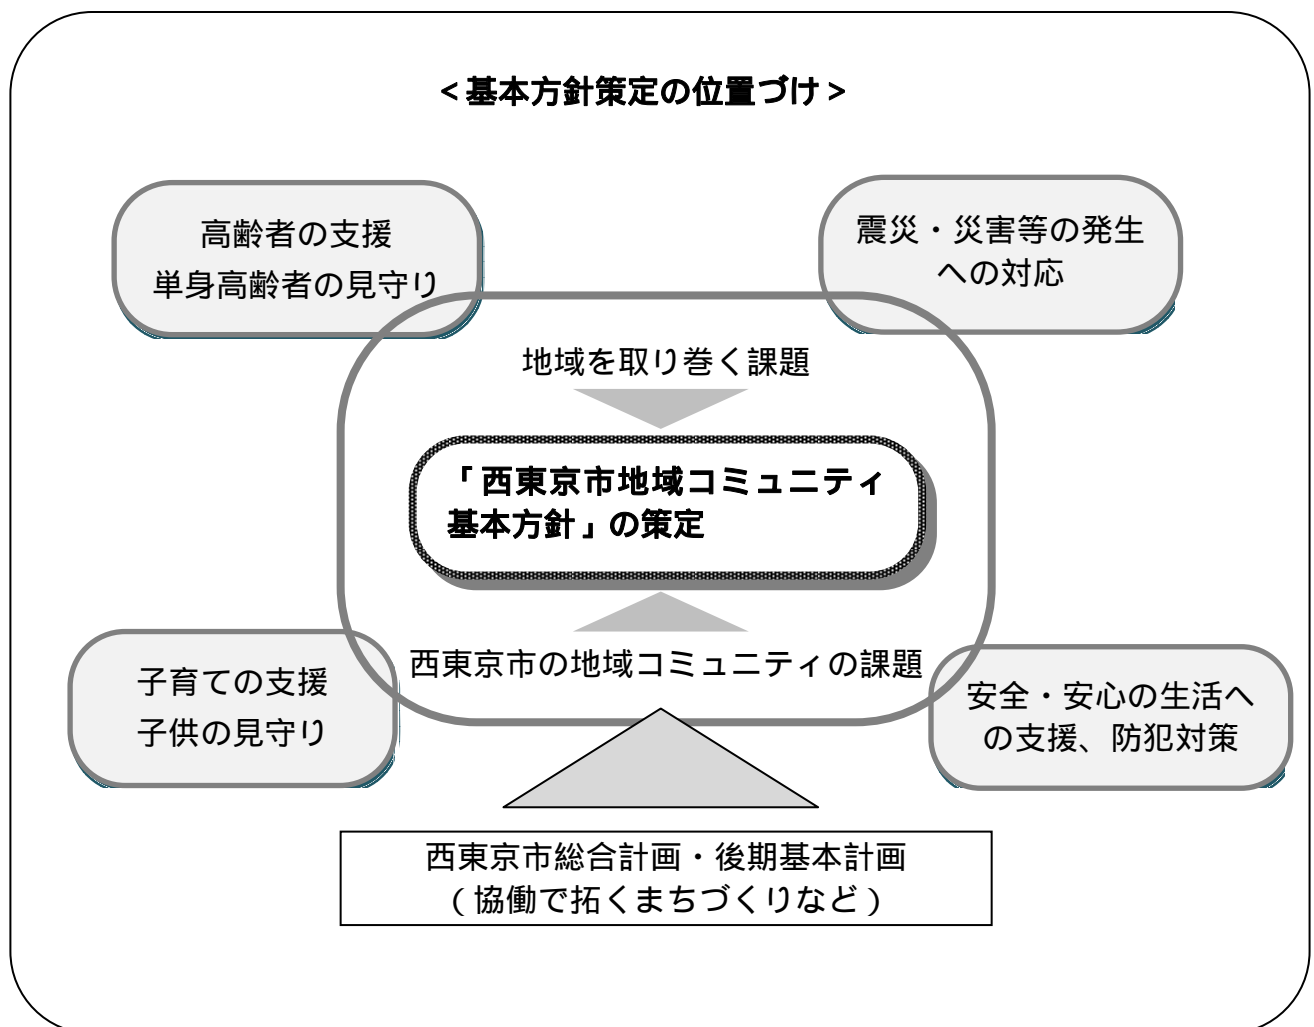 <基本方針策定の位置づけ>
高齢者の支援
単身高齢者の見守り
震災・災害等の発生
への対応
地域を取り巻く課題
「西東京市地域コミュニティ
基本方針」の策定
西東京市の地域コミュニティの課題
子育ての支援
子供の見守り
安全・安心の生活へ
の支援、防犯対策
西東京市総合計画・後期基本計画
(協働で拓くまちづくりなど)